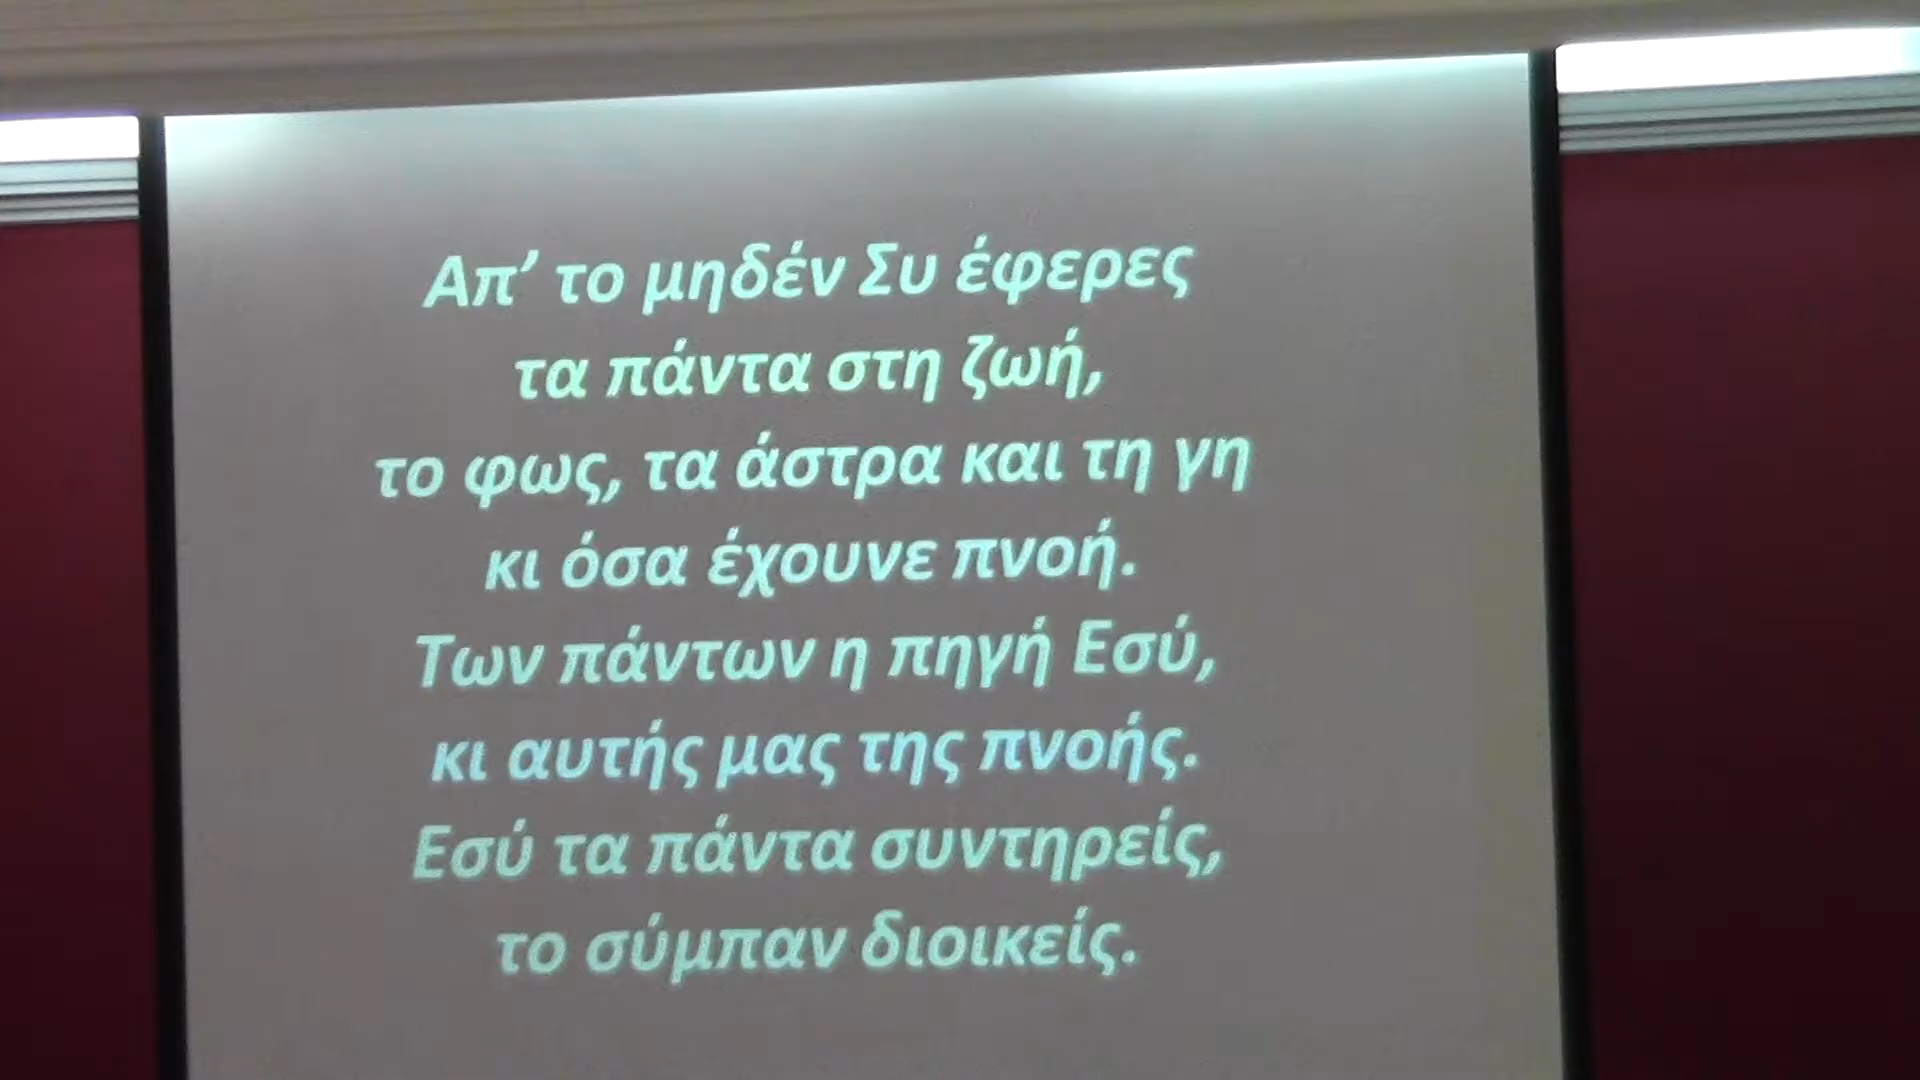 Απ’ το μηδέν Συ έφερες
τα πάντα στη ζωή,
το φως, τα άστρα και τη γη
κι όσα έχουνε πνοή.
Των πάντων η πηγή Εσύ,
κι αυτής μας της πνοής.
Εσύ τα πάντα συντηρείς,
το σύμπαν διοικείς.